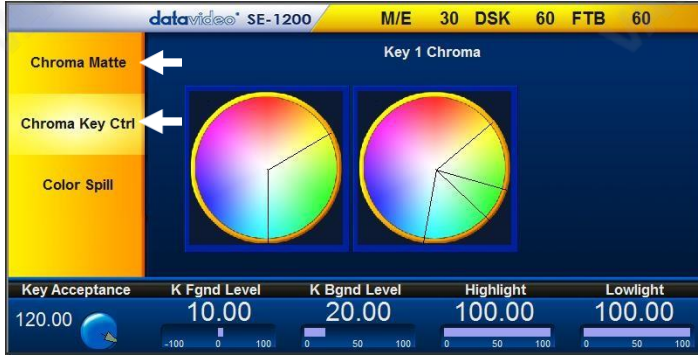 datavideo® SE-1200 M/E 30 DSK 60 FTB 60
Key 1 Chroma
Chroma Matte
Chroma Key Ctrl
Color Spill
Key Acceptance K Fgnd Level K Bgnd Level Highlight Lowlight
120.00 10.00 20.00 100.00 100.00
-100 0 100 0 50 100 0 50 100 0 50 100